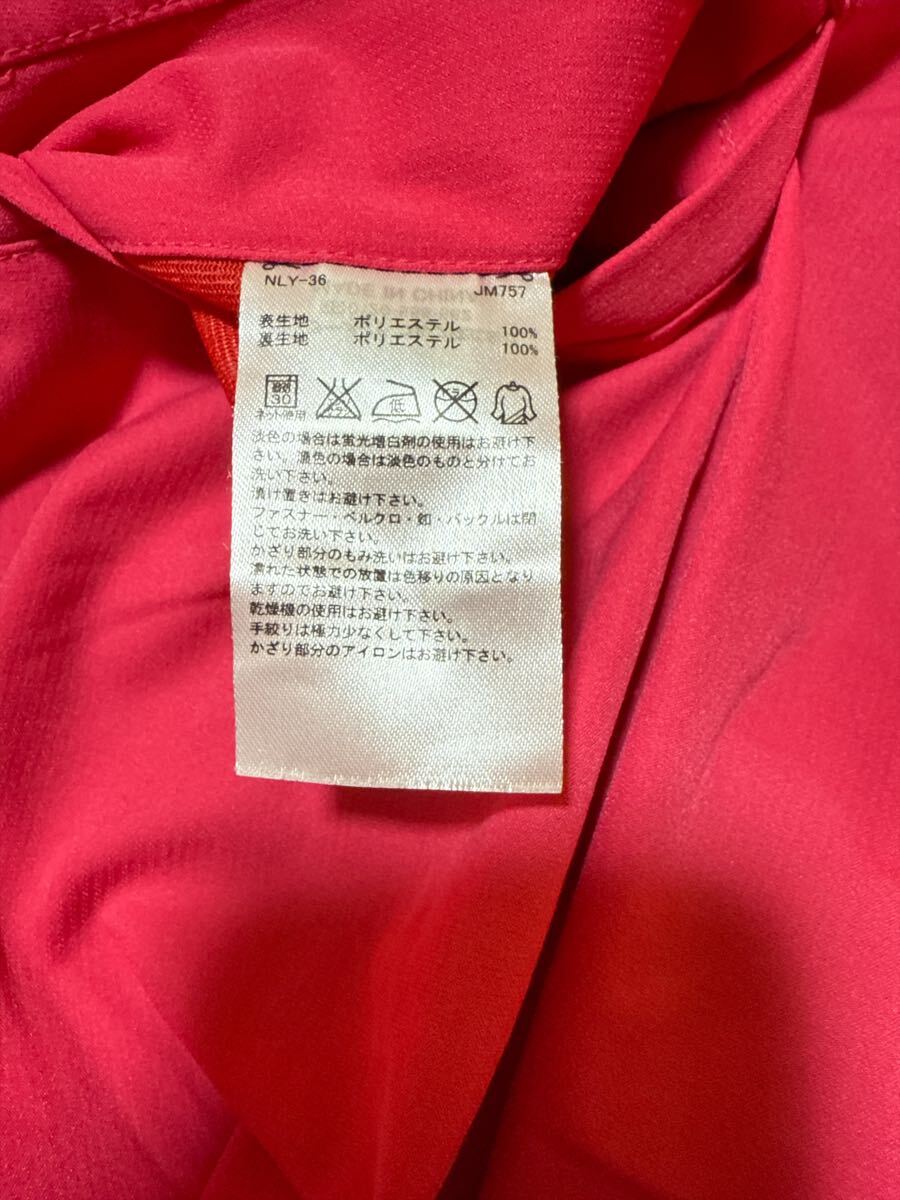 NLY-36 JM757
MADE IN CHINA
表生地 ポリエステル 100%
裏生地 ポリエステル 100%
弱
30
ネット使用
エンソ
低
ドライ
淡色の場合は蛍光増白剤の使用はお避け下
さい。濃色の場合は淡色のものと分けてお
洗い下さい。
漬け置きはお避け下さい。
ファスナー・ベルクロ・釦・バックルは閉
じてお洗い下さい。
かざり部分のもみ洗いはお避け下さい。
濡れた状態での放置は色移りの原因となり
ますのでお避け下さい。
乾燥機の使用はお避け下さい。
手絞りは極力少なくして下さい。
かざり部分のアイロンはお避け下さい。